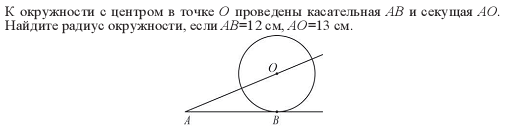 К окружности с центром в точке O проведены касательная AB и секущая AO.
Найдите радиус окружности, если AB=12 см, AO=13 см.
O
A
B